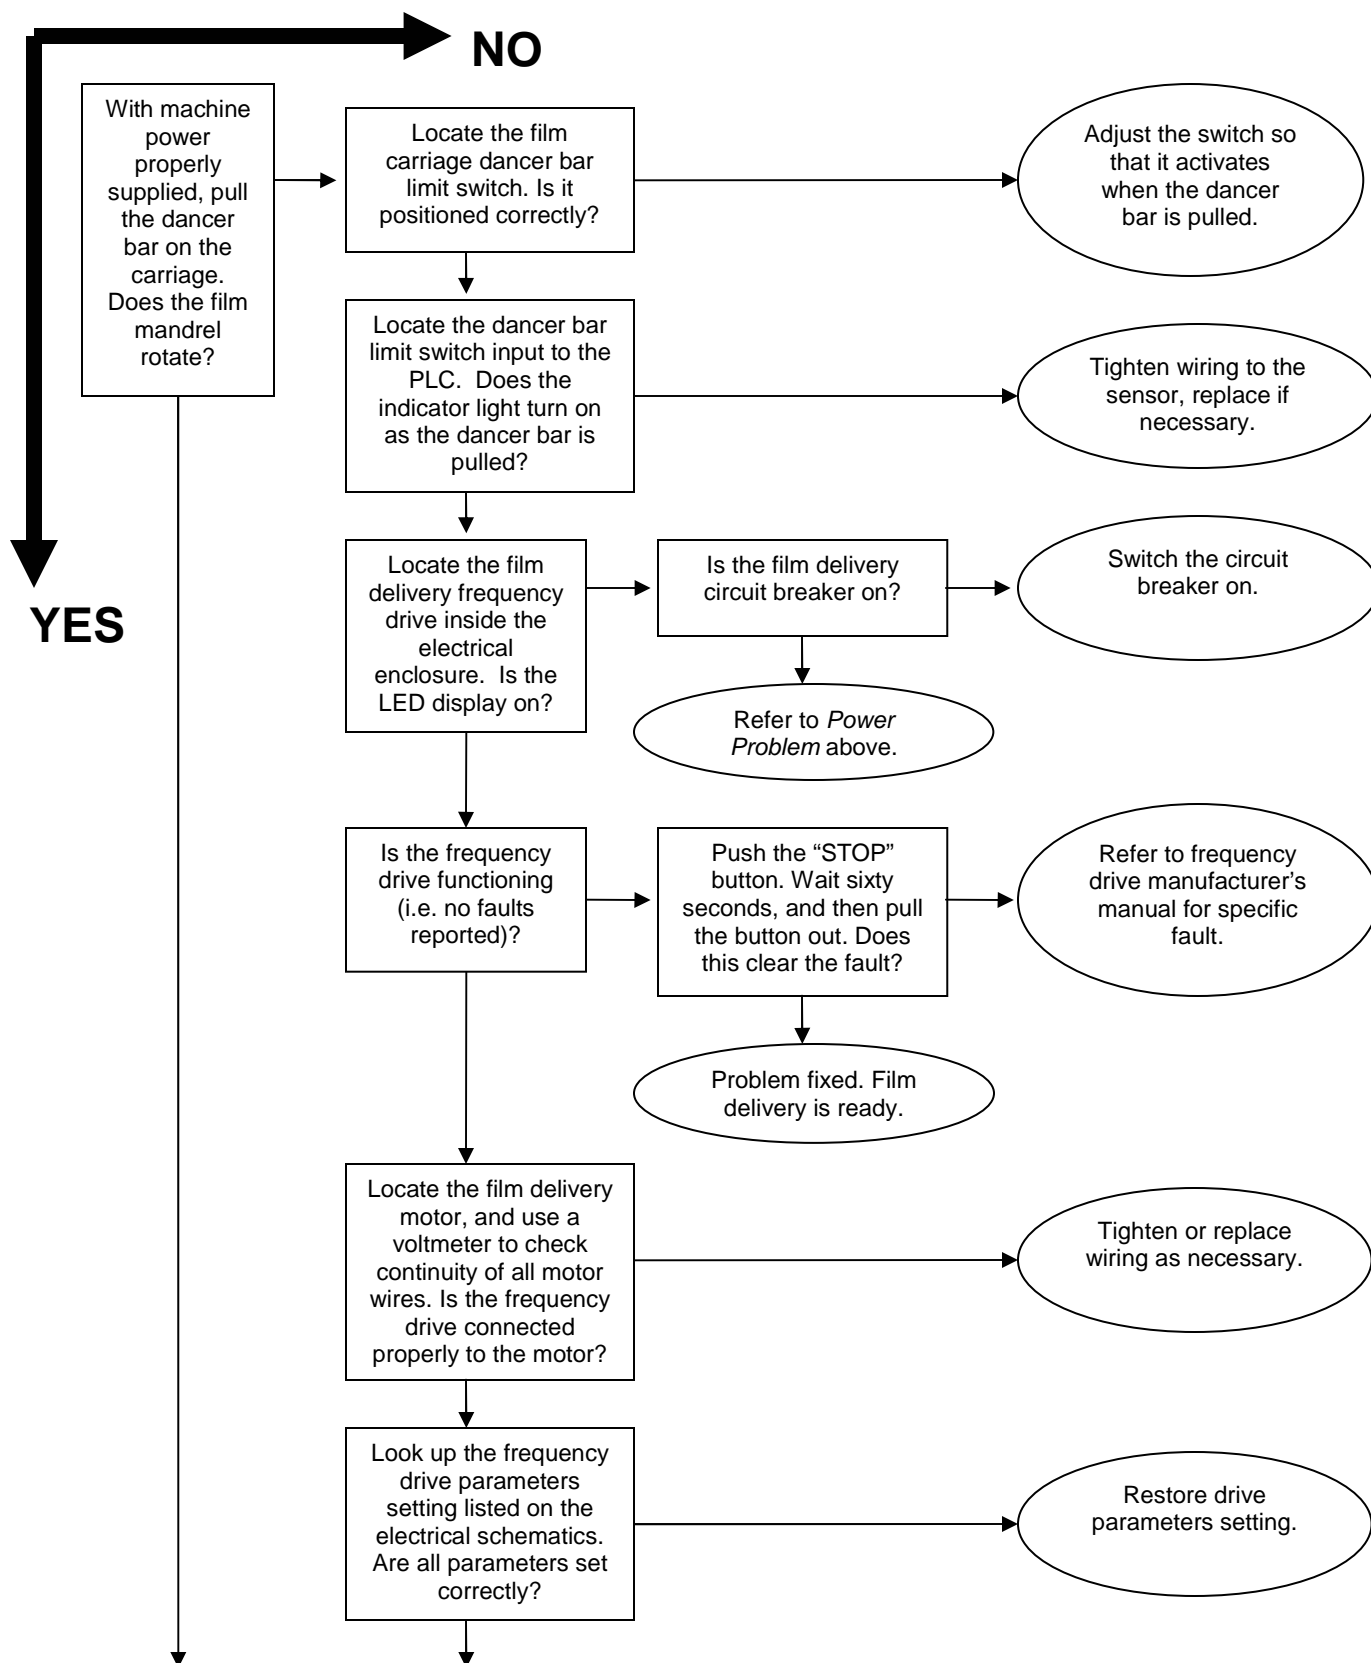 NO
YES
With machine
power
properly
supplied, pull
the dancer
bar on the
carriage.
Does the film
mandrel
rotate?
Locate the film
carriage dancer bar
limit switch. Is it
positioned correctly?
Adjust the switch so
that it activates
when the dancer
bar is pulled.
Locate the dancer bar
limit switch input to the
PLC.  Does the
indicator light turn on
as the dancer bar is
pulled?
Tighten wiring to the
sensor, replace if
necessary.
Locate the film
delivery frequency
drive inside the
electrical
enclosure.  Is the
LED display on?
Is the film delivery
circuit breaker on?
Switch the circuit
breaker on.
Refer to Power
Problem above.
Is the frequency
drive functioning
(i.e. no faults
reported)?
Push the “STOP”
button. Wait sixty
seconds, and then pull
the button out. Does
this clear the fault?
Refer to frequency
drive manufacturer’s
manual for specific
fault.
Problem fixed. Film
delivery is ready.
Locate the film delivery
motor, and use a
voltmeter to check
continuity of all motor
wires. Is the frequency
drive connected
properly to the motor?
Tighten or replace
wiring as necessary.
Look up the frequency
drive parameters
setting listed on the
electrical schematics.
Are all parameters set
correctly?
Restore drive
parameters setting.